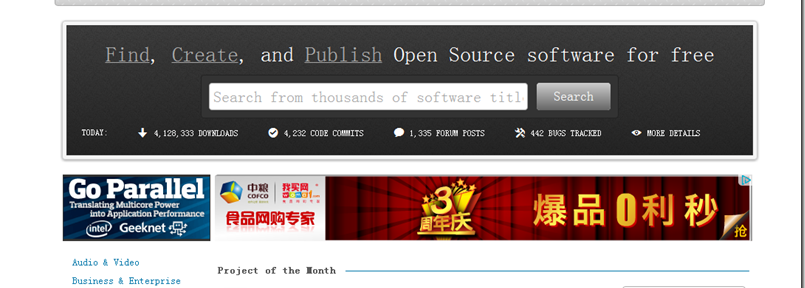 Find, Create, and Publish Open Source software for free
Search from thousands of software titl
Search
TODAY:
4,128,333 DOWNLOADS
4,232 CODE COMMITS
1,335 FORUM POSTS
442 BUGS TRACKED
MORE DETAILS
Go Parallel
Translating Multicore Power
into Application Performance
intel
Geeknet
中粮
COFCO
我买网
食品网购专家
3
周年庆
爆品0利秒
抢
Audio & Video
Business & Enterprise
Project of the Month